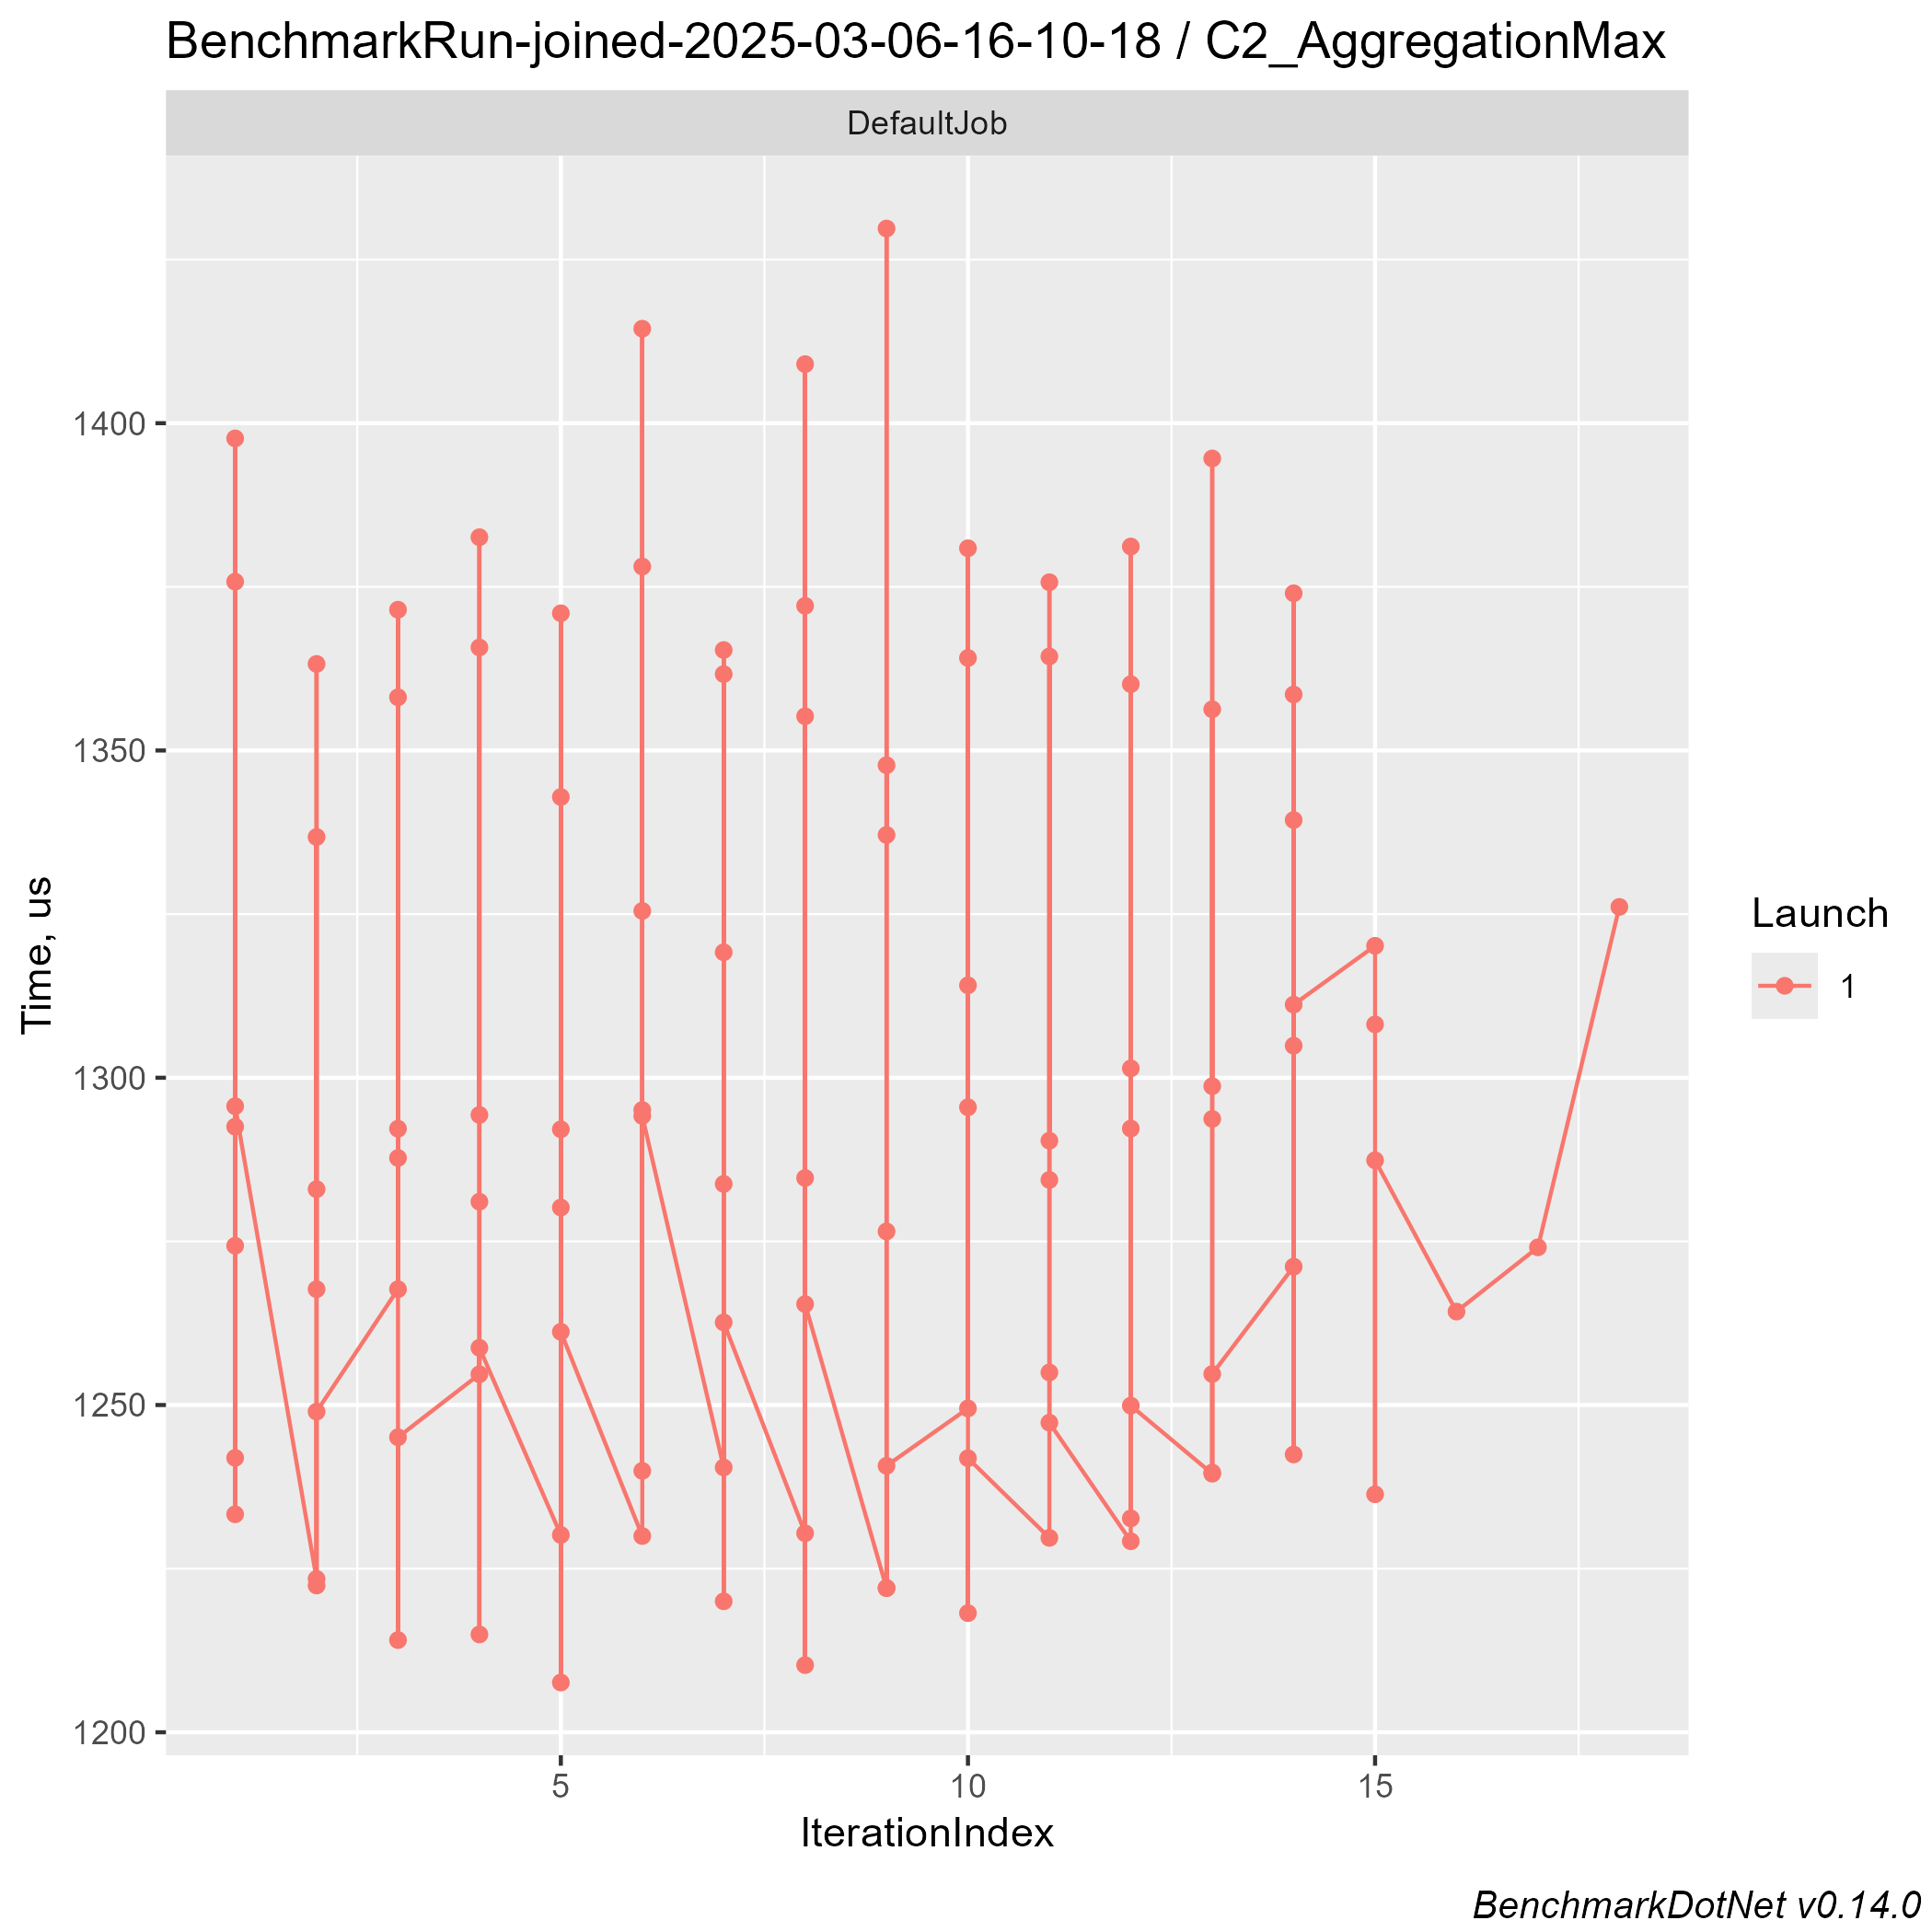 BenchmarkRun-joined-2025-03-06-16-10-18 / C2_AggregationMax
DefaultJob
1400
1350
1300
1250
1200
Time, us
5
10
15
IterationIndex
Launch
1
BenchmarkDotNet v0.14.0